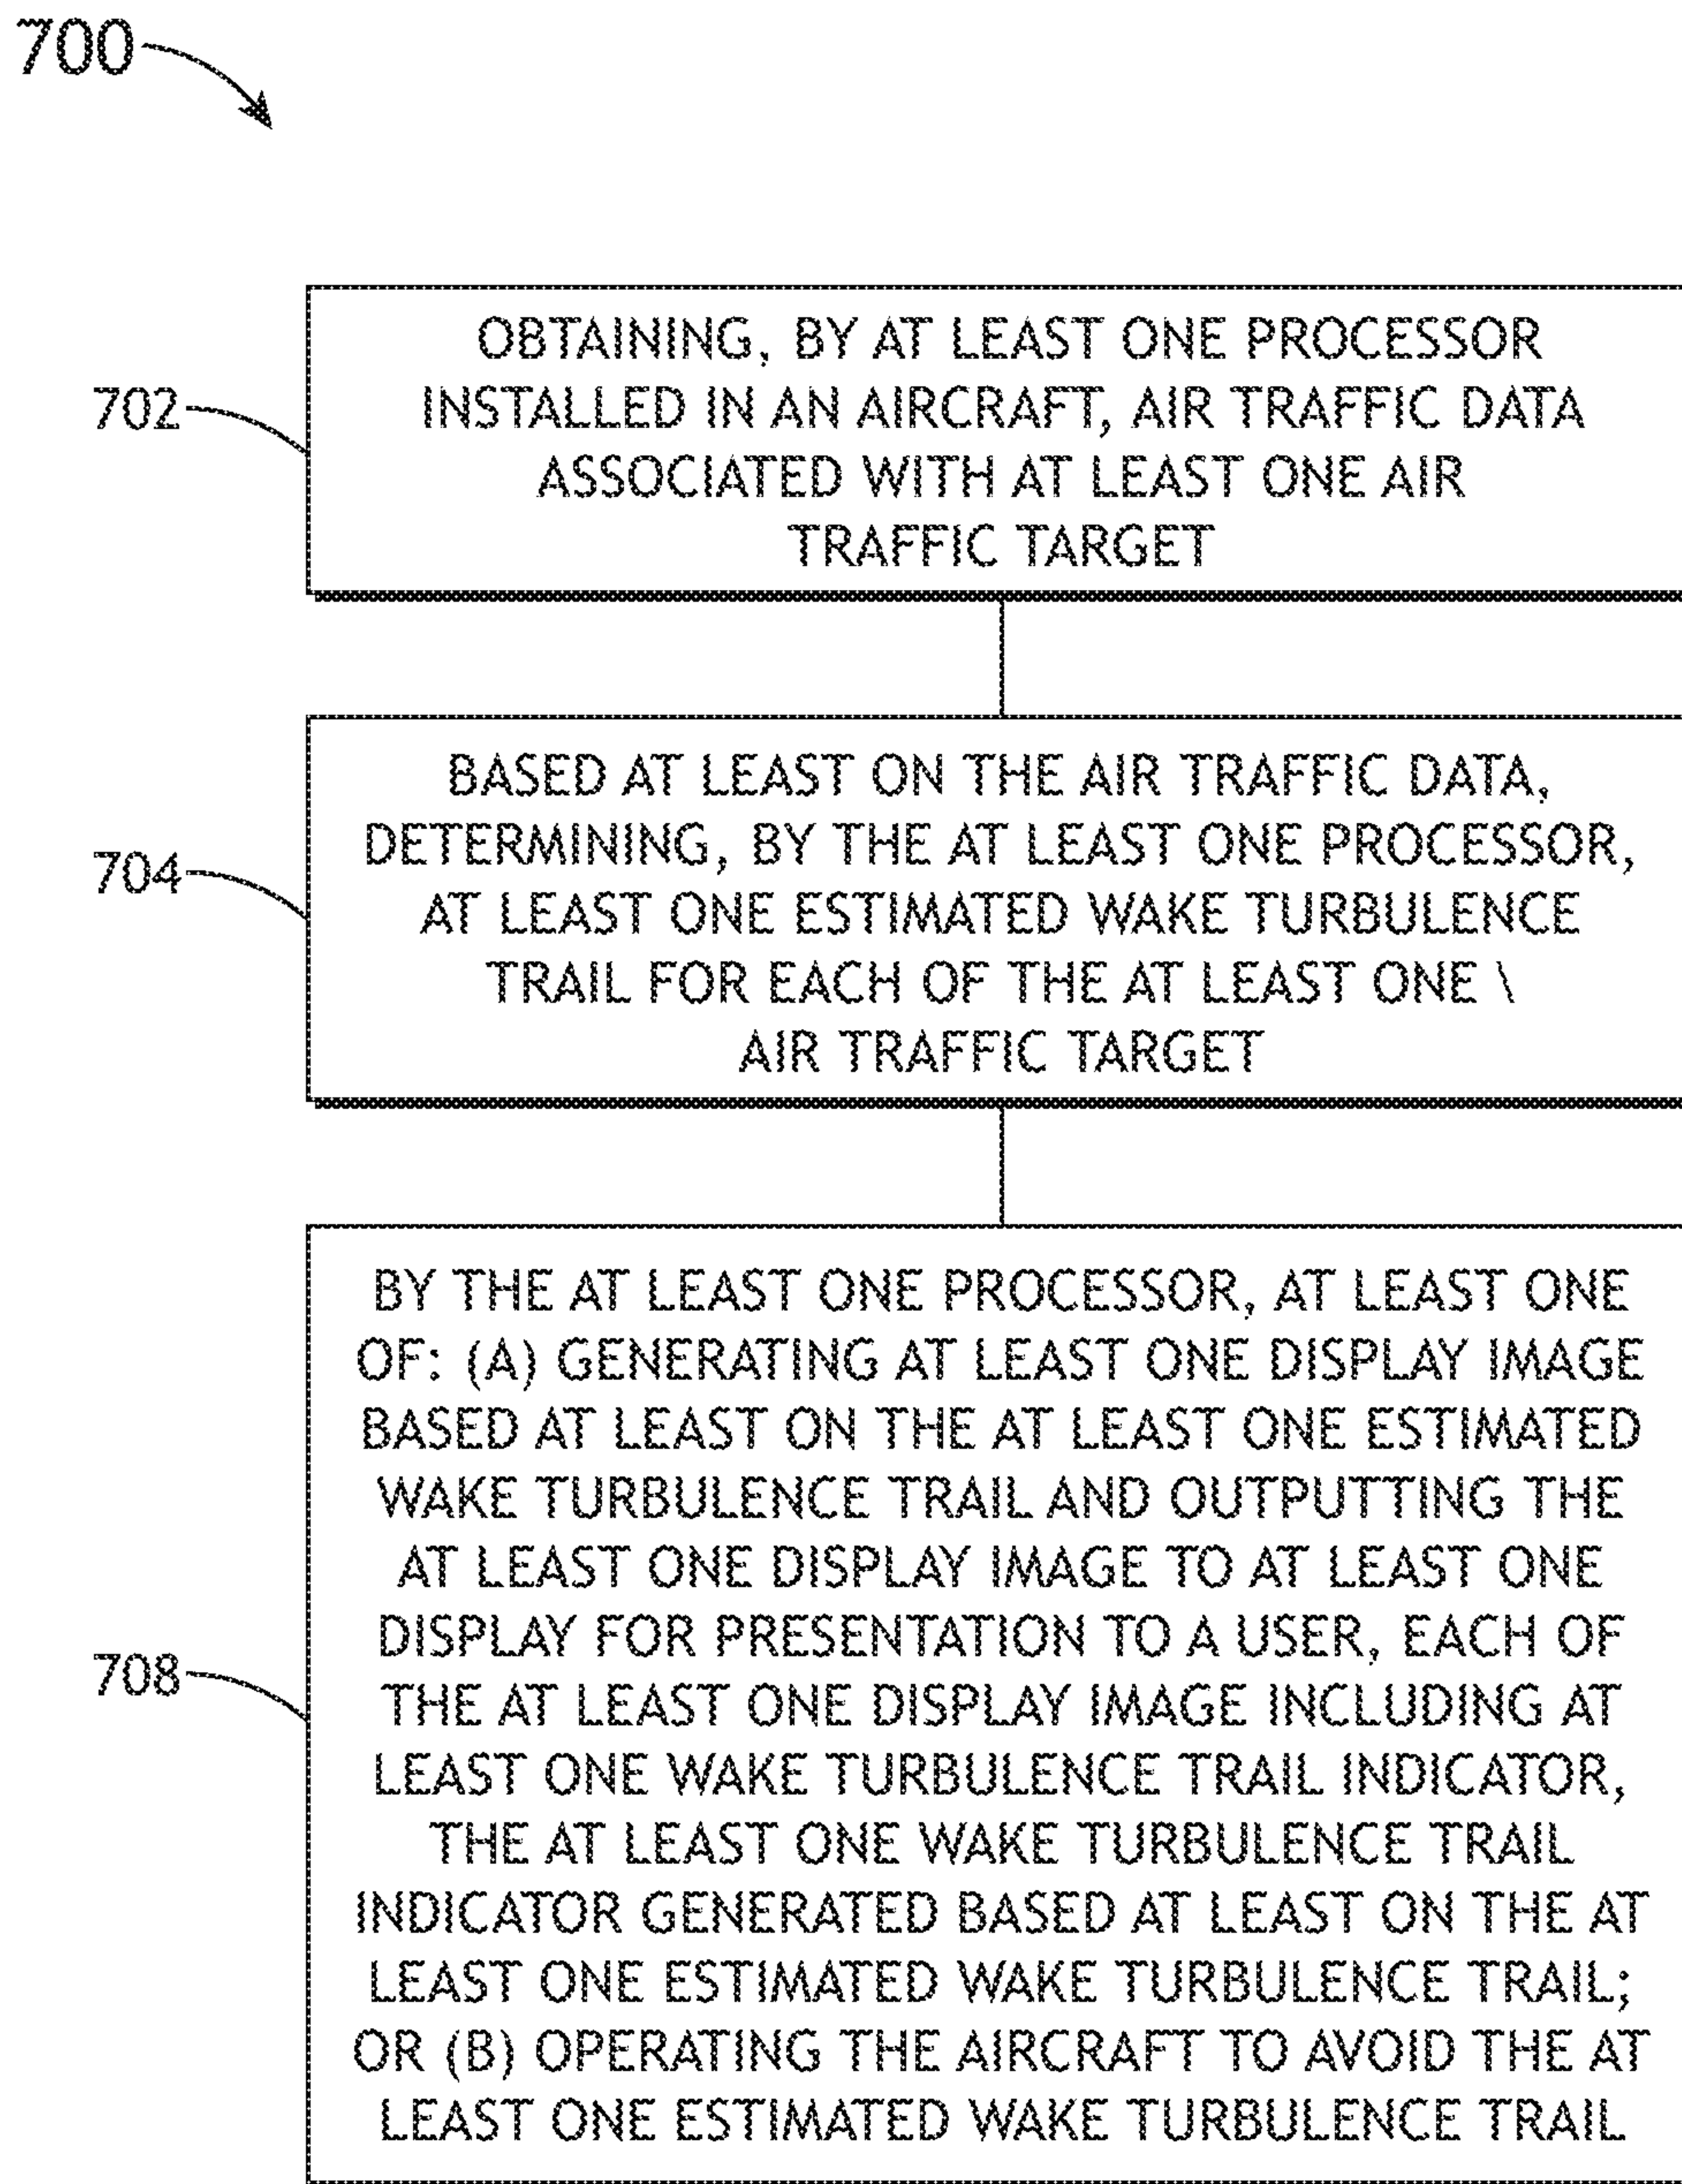 700
702
OBTAINING, BY AT LEAST ONE PROCESSOR
INSTALLED IN AN AIRCRAFT, AIR TRAFFIC DATA
ASSOCIATED WITH AT LEAST ONE AIR
TRAFFIC TARGET
704
BASED AT LEAST ON THE AIR TRAFFIC DATA,
DETERMINING, BY THE AT LEAST ONE PROCESSOR,
AT LEAST ONE ESTIMATED WAKE TURBULENCE
TRAIL FOR EACH OF THE AT LEAST ONE \
AIR TRAFFIC TARGET
708
BY THE AT LEAST ONE PROCESSOR, AT LEAST ONE
OF: (A) GENERATING AT LEAST ONE DISPLAY IMAGE
BASED AT LEAST ON THE AT LEAST ONE ESTIMATED
WAKE TURBULENCE TRAIL AND OUTPUTTING THE
AT LEAST ONE DISPLAY IMAGE TO AT LEAST ONE
DISPLAY FOR PRESENTATION TO A USER, EACH OF
THE AT LEAST ONE DISPLAY IMAGE INCLUDING AT
LEAST ONE WAKE TURBULENCE TRAIL INDICATOR,
THE AT LEAST ONE WAKE TURBULENCE TRAIL
INDICATOR GENERATED BASED AT LEAST ON THE AT
LEAST ONE ESTIMATED WAKE TURBULENCE TRAIL;
OR (B) OPERATING THE AIRCRAFT TO AVOID THE AT
LEAST ONE ESTIMATED WAKE TURBULENCE TRAIL